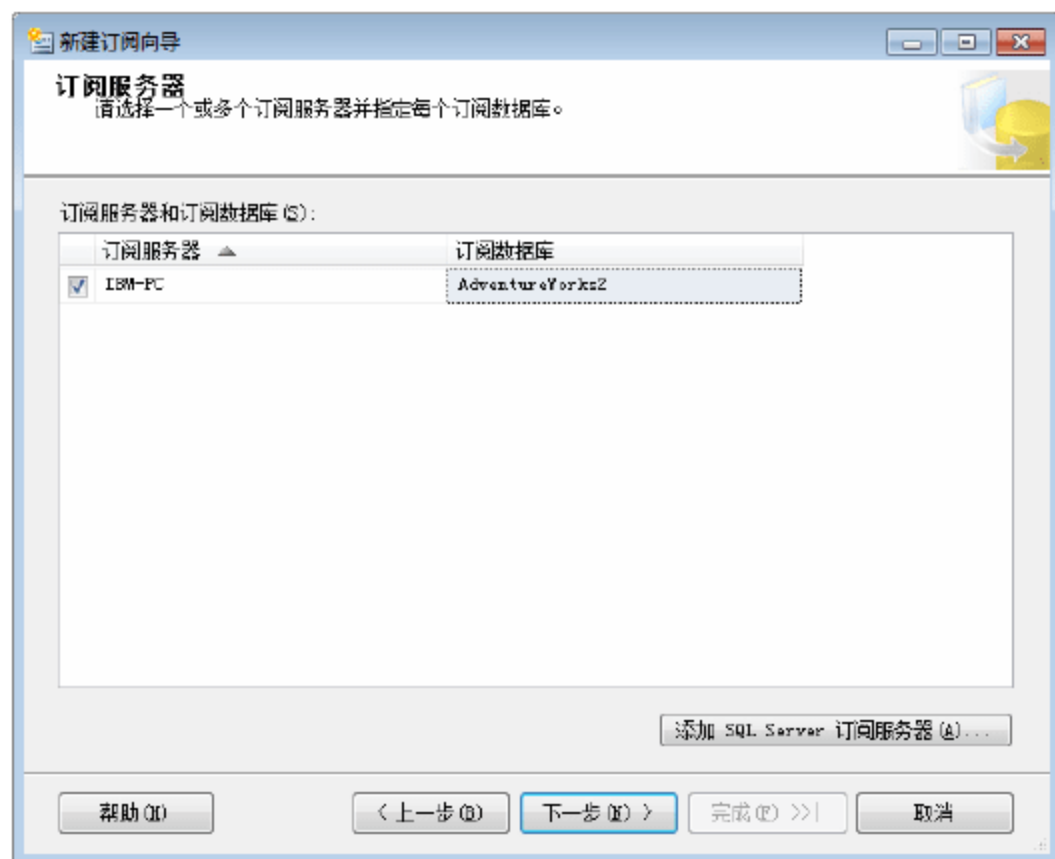 新建订阅向导
订阅服务器
请选择一个或多个订阅服务器并指定每个订阅数据库。
订阅服务器和订阅数据库(S):
订阅服务器 订阅数据库
IBM-PC AdventureWorks2
添加 SQL Server 订阅服务器(A)...
帮助(H) < 上一步(B) 下一步(N) > 完成(F) >>| 取消